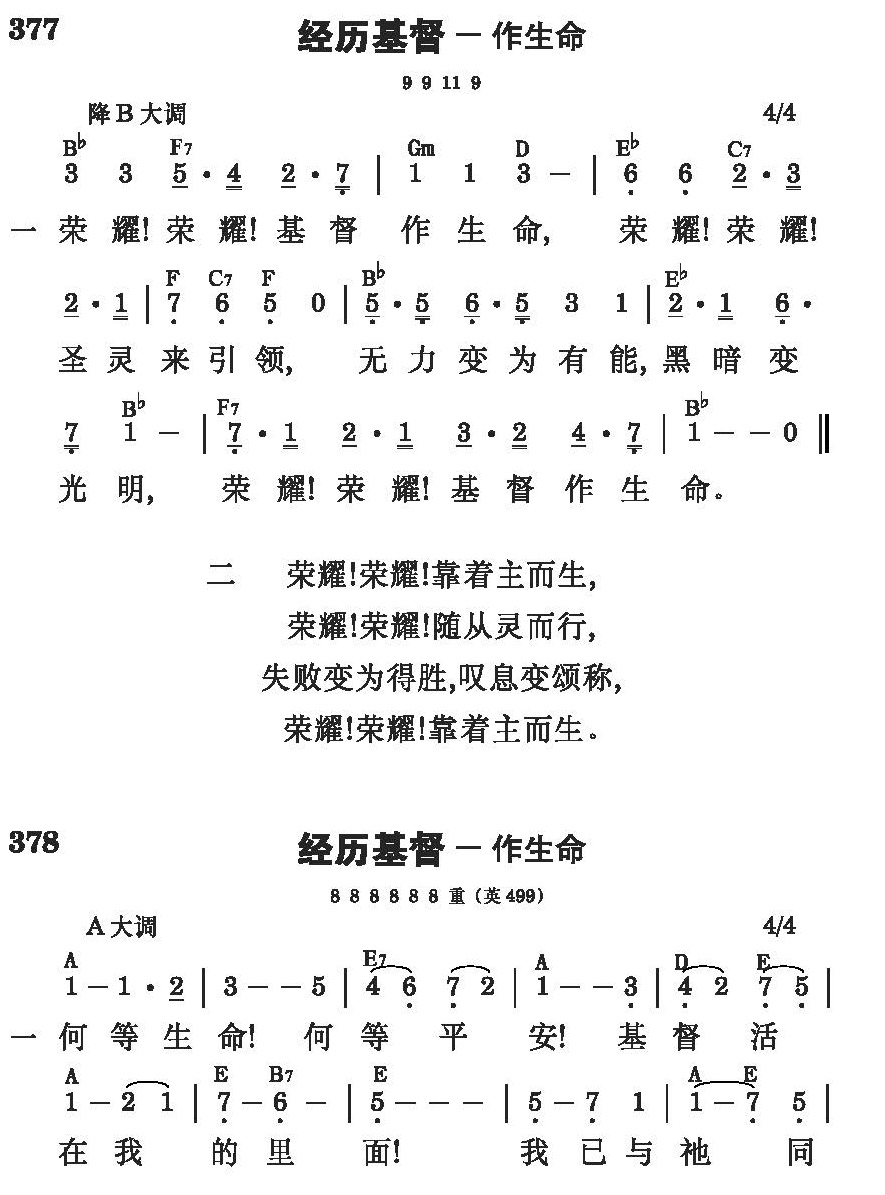 377
经历基督 — 作生命
9 9 11 9
降B大调 4/4
B♭ F7 Gm D E♭ C7
3 3 5 · 4 2 · 7 | 1 1 3 — | 6 6 2 · 3
一 荣 耀! 荣 耀! 基 督 作 生 命, 荣 耀! 荣 耀!
F C7 F B♭ E♭
2 · 1 | 7 6 5 0 | 5 · 5 6 · 5 3 1 | 2 · 1 6 ·
圣 灵 来 引 领, 无 力 变 为 有 能, 黑 暗 变
B♭ F7 B♭
7 1 — | 7 · 1 2 · 1 3 · 2 4 · 7 | 1 — — 0 ‖
光 明, 荣 耀! 荣 耀! 基 督 作 生 命。
二 荣耀!荣耀!靠着主而生,
荣耀!荣耀!随从灵而行,
失败变为得胜,叹息变颂称,
荣耀!荣耀!靠着主而生。
378
经历基督 — 作生命
8 8 8 8 8 8 重 (英499)
A大调 4/4
A E7 A D E
1 — 1 · 2 | 3 — — 5 | 4 6 7 2 | 1 — — 3 | 4 2 7 5 |
一 何 等 生 命! 何 等 平 安! 基 督 活
A E B7 E A E
1 — 2 1 | 7 — 6 — | 5 — — — | 5 — 7 1 | 1 — 7 5 |
在 我 的 里 面! 我 已 与 祂 同